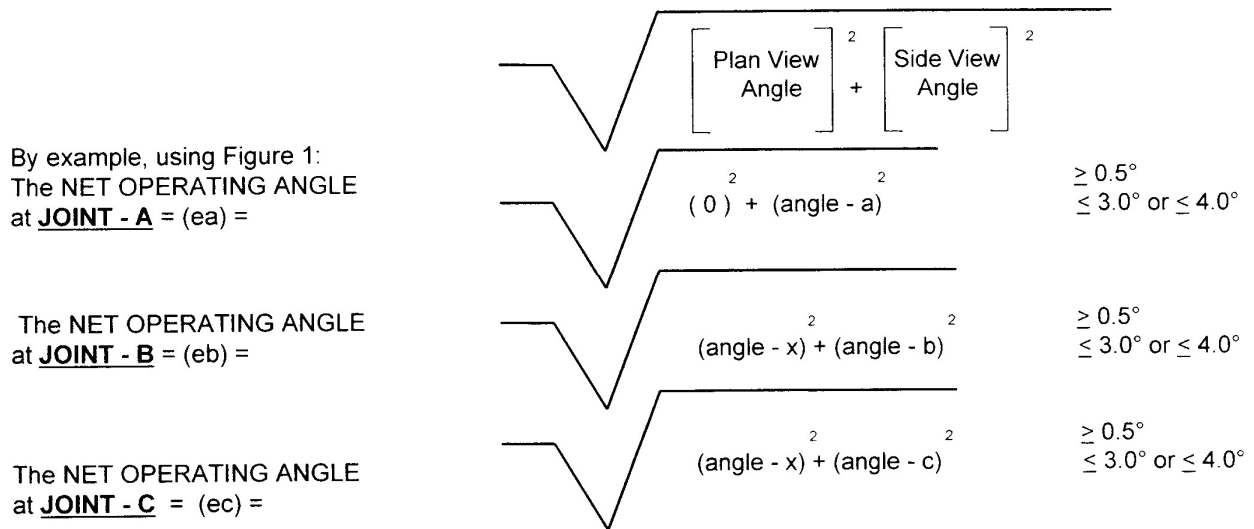 [Plan View Angle]² + [Side View Angle]²
By example, using Figure 1:
The NET OPERATING ANGLE
at JOINT - A = (ea) = √ (0)² + (angle - a)² ≥ 0.5°
≤ 3.0° or ≤ 4.0°
The NET OPERATING ANGLE
at JOINT - B = (eb) = √ (angle - x)² + (angle - b)² ≥ 0.5°
≤ 3.0° or ≤ 4.0°
The NET OPERATING ANGLE
at JOINT - C = (ec) = √ (angle - x)² + (angle - c)² ≥ 0.5°
≤ 3.0° or ≤ 4.0°